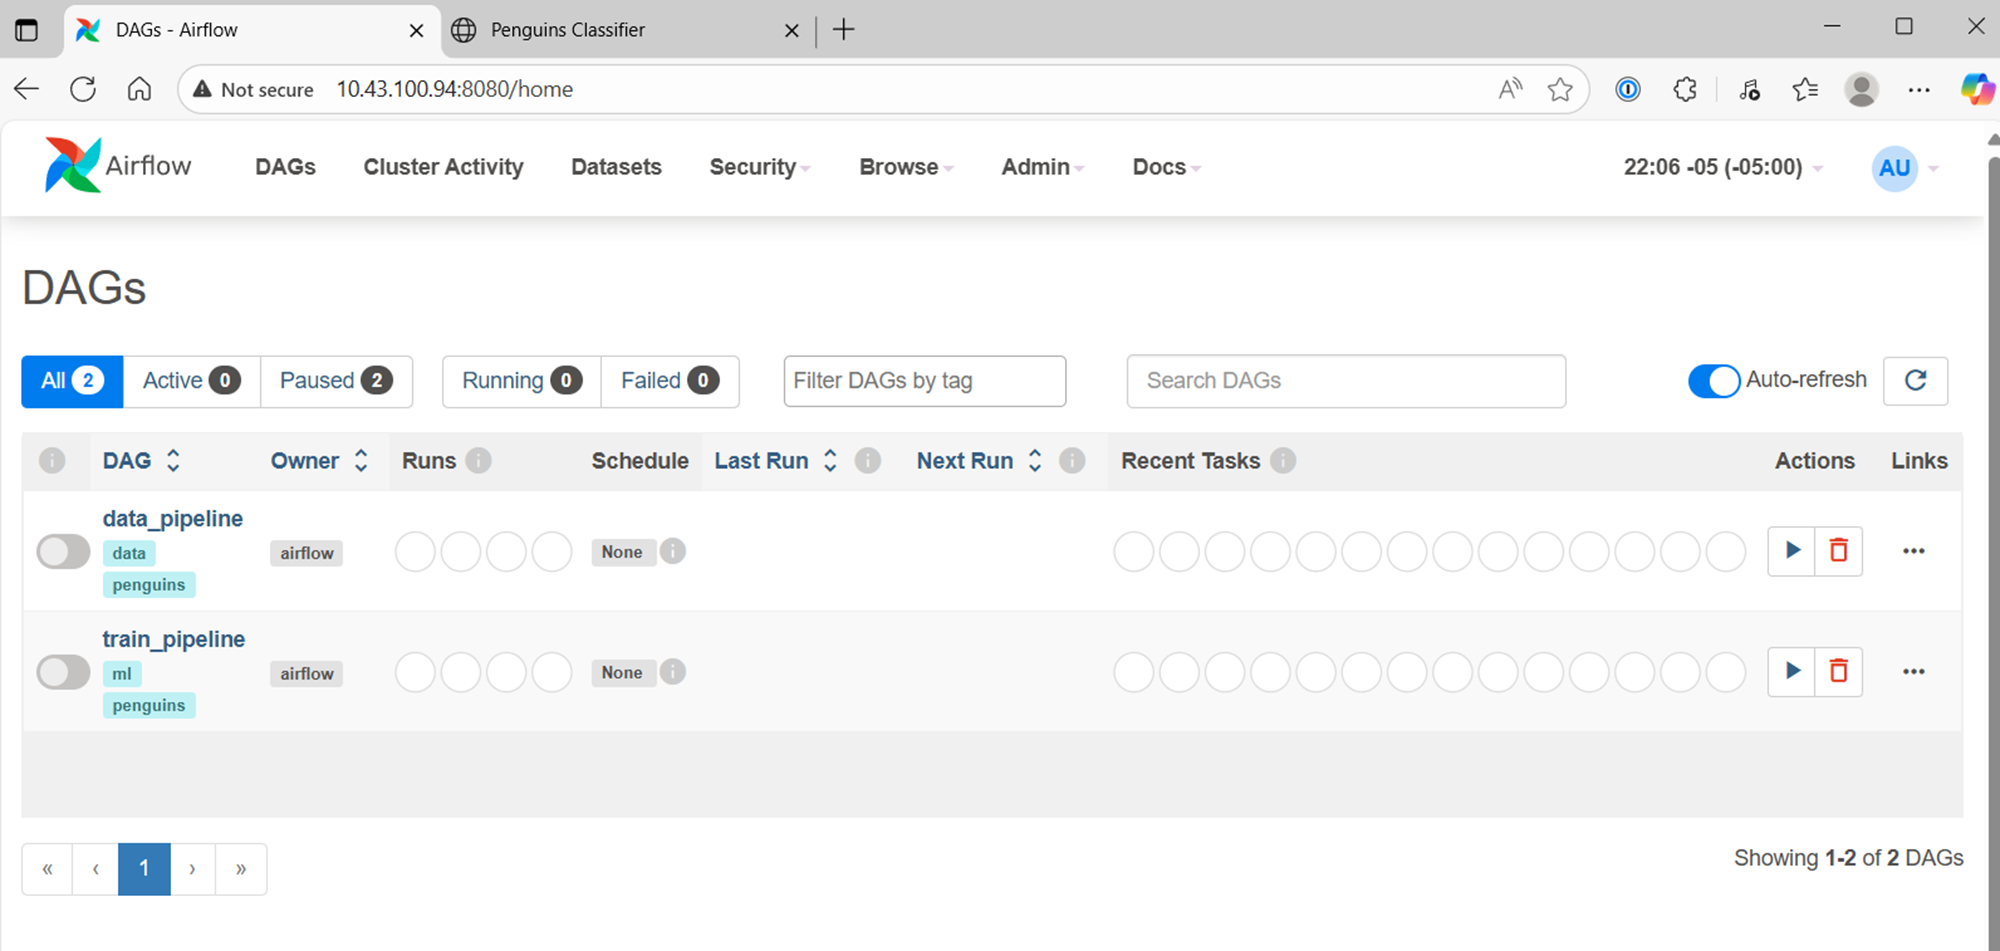 DAGs - Airflow
Penguins Classifier
Not secure 10.43.100.94:8080/home
Airflow DAGs Cluster Activity Datasets Security Browse Admin Docs 22:06 -05 (-05:00) AU
DAGs
All 2 Active 0 Paused 2 Running 0 Failed 0 Filter DAGs by tag Search DAGs Auto-refresh
DAG Owner Runs Schedule Last Run Next Run Recent Tasks Actions Links
data_pipeline
data airflow None
penguins
train_pipeline
ml airflow None
penguins
« ‹ 1 › »
Showing 1-2 of 2 DAGs